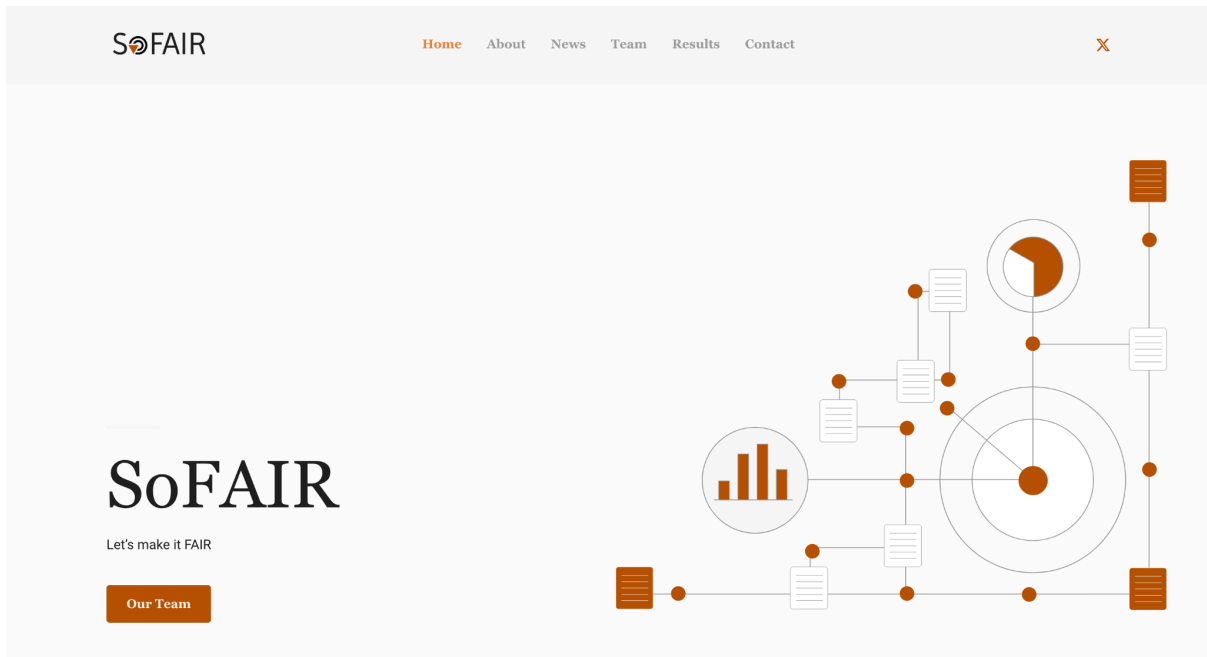 SoFAIR
Home About News Team Results Contact
SoFAIR
Let's make it FAIR
Our Team